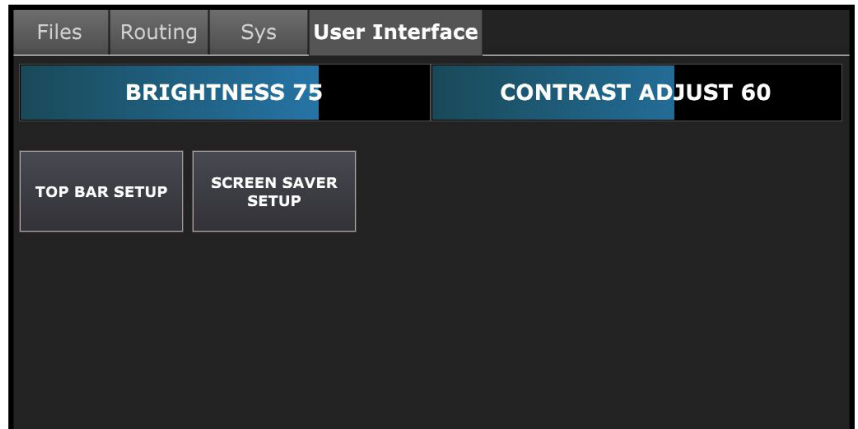 Files Routing Sys User Interface
BRIGHTNESS 75 CONTRAST ADJUST 60
TOP BAR SETUP
SCREEN SAVER
SETUP